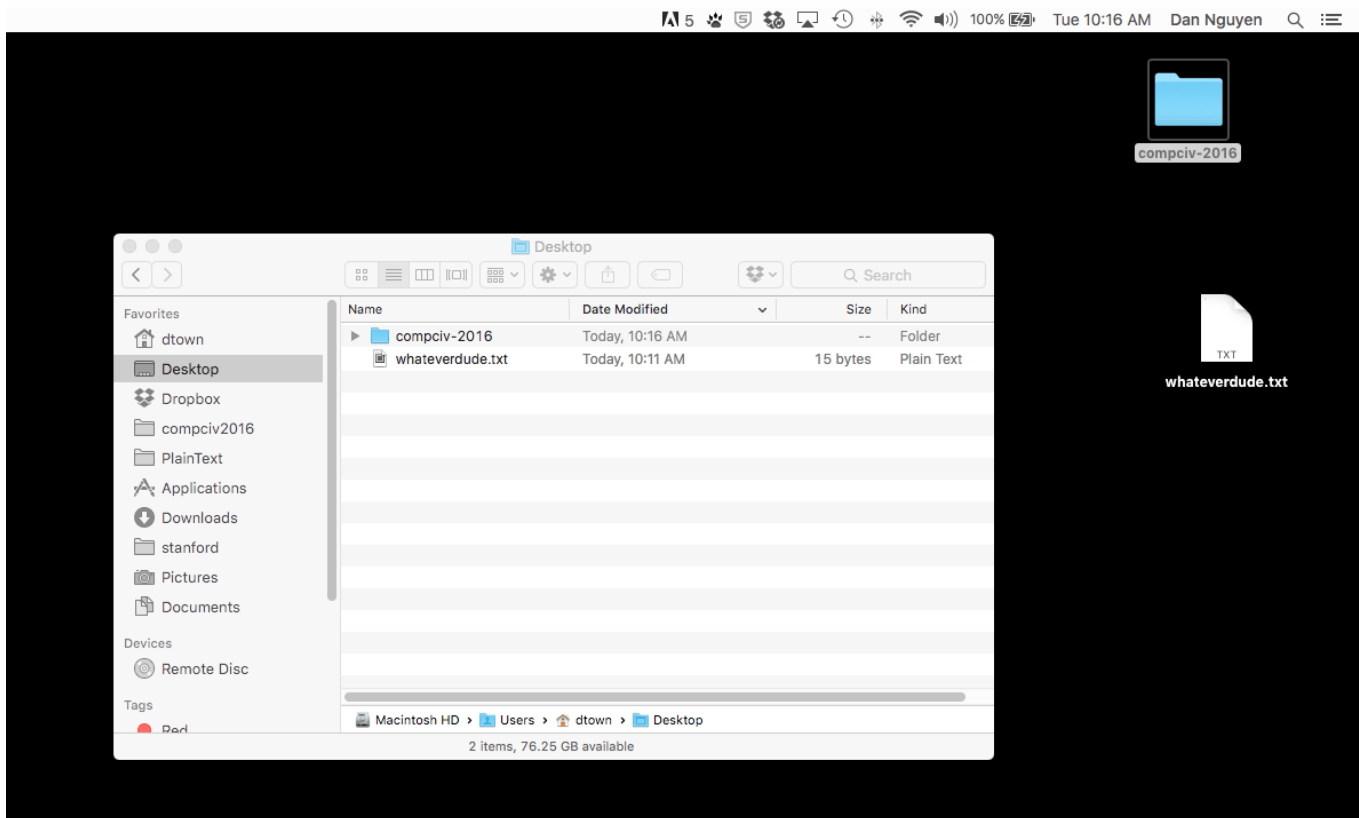 5 100% Tue 10:16 AM Dan Nguyen
compciv-2016
TXT
whateverdude.txt
Desktop
Search
Favorites
dtown
Desktop
Dropbox
compciv2016
PlainText
Applications
Downloads
stanford
Pictures
Documents
Devices
Remote Disc
Tags
Red
Name Date Modified Size Kind
compciv-2016 Today, 10:16 AM -- Folder
whateverdude.txt Today, 10:11 AM 15 bytes Plain Text
Macintosh HD › Users › dtown › Desktop
2 items, 76.25 GB available